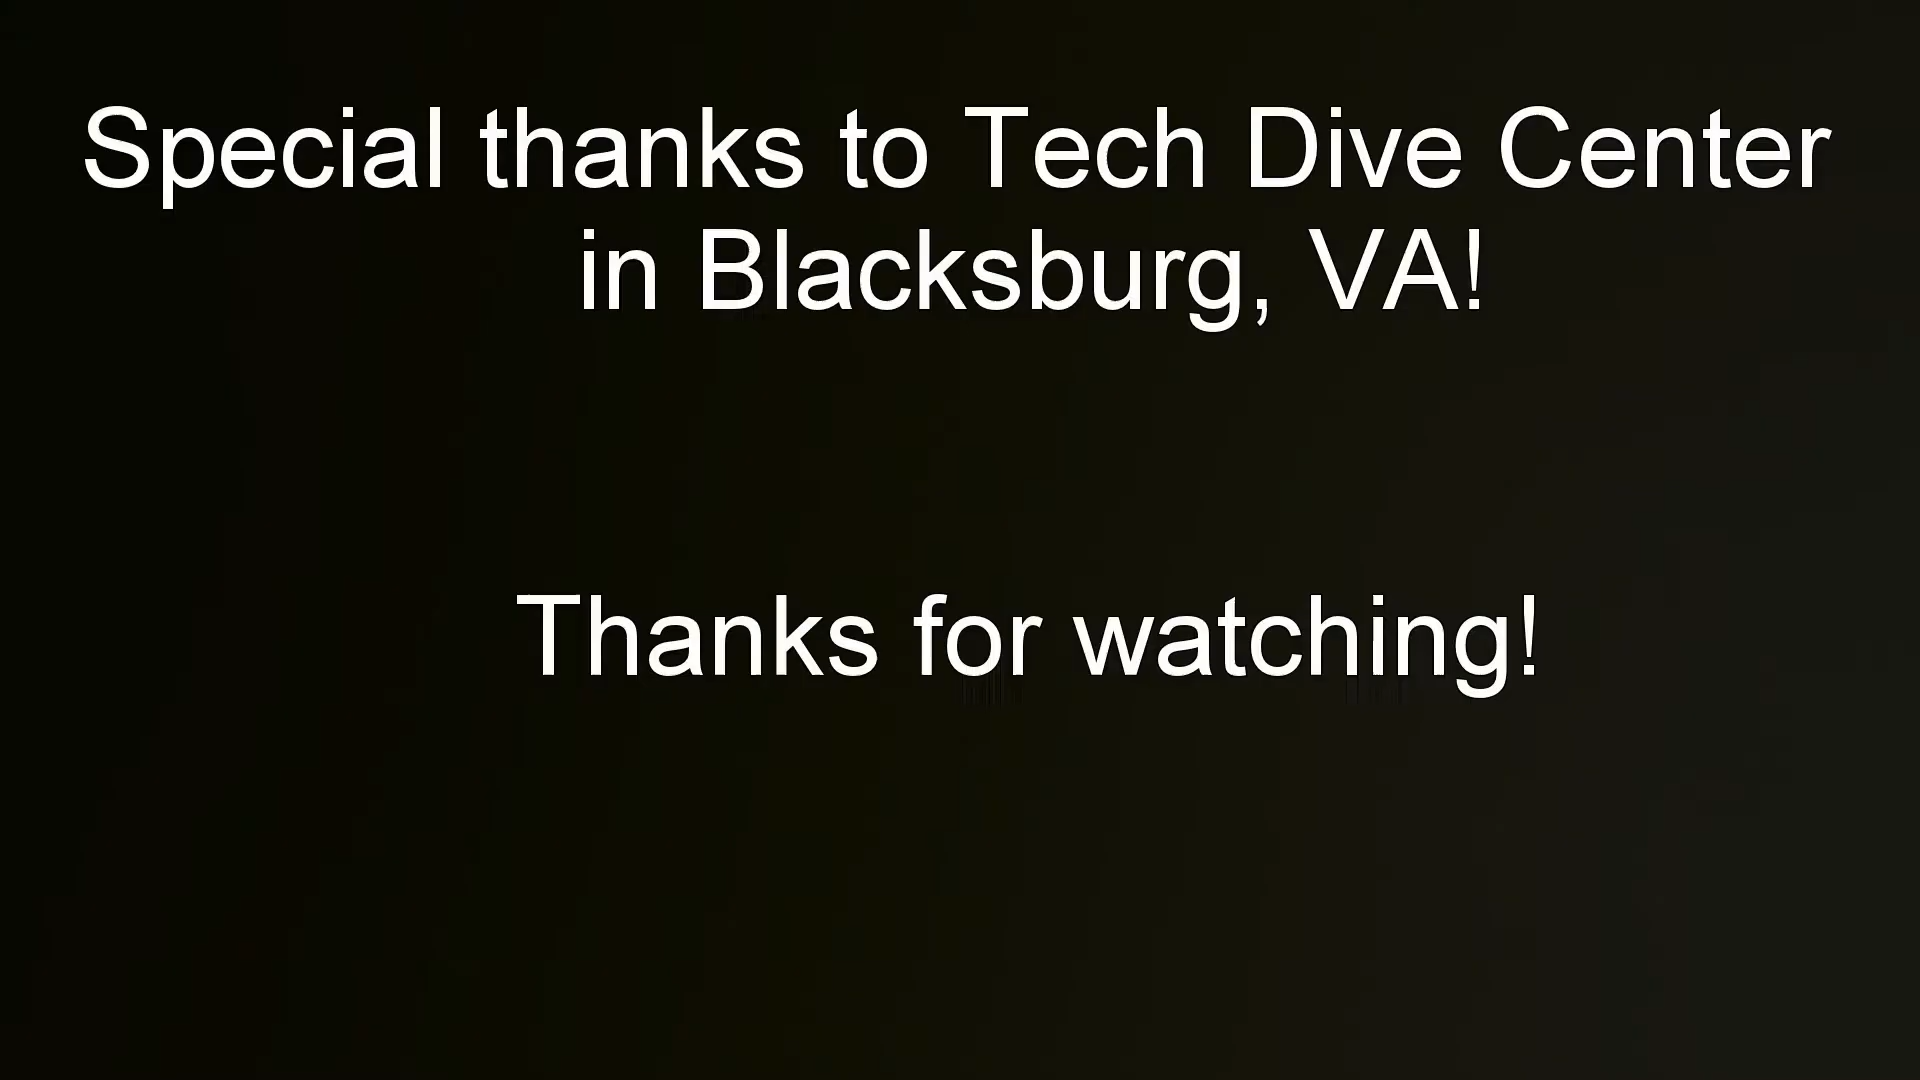 Special thanks to Tech Dive Center
in Blacksburg, VA!
Thanks for watching!